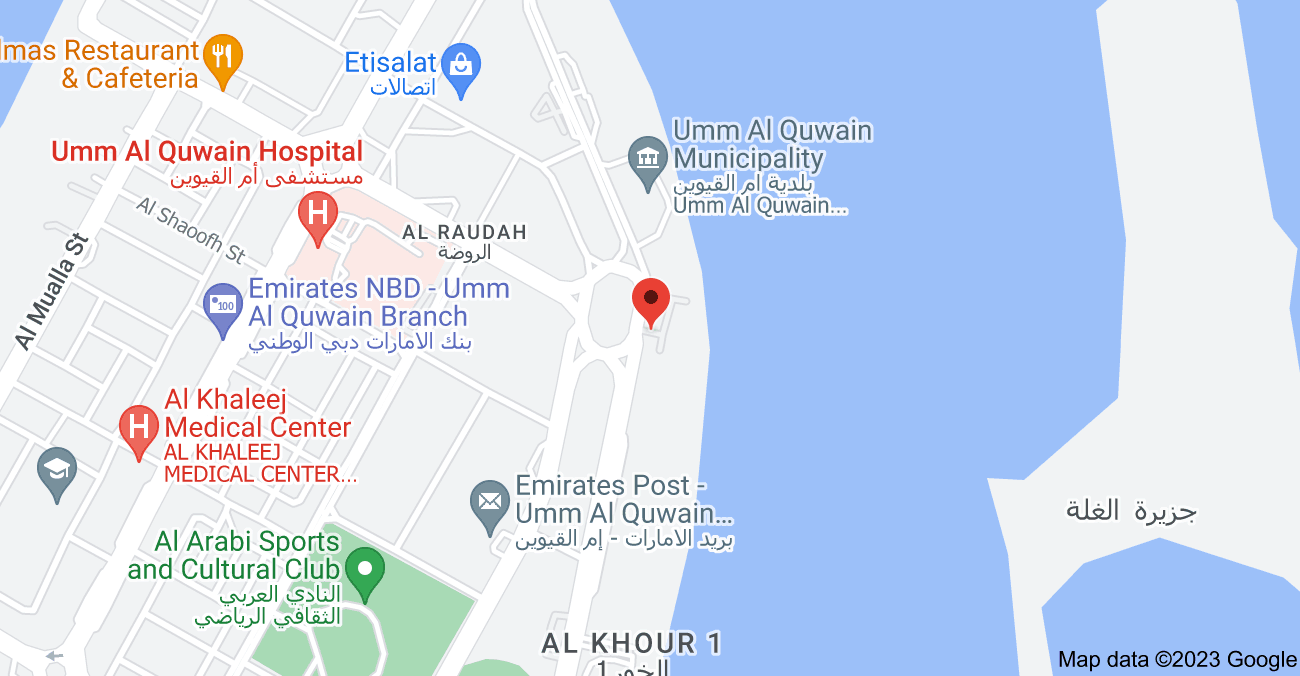 lmas Restaurant
& Cafeteria
Etisalat
اتصالات
Umm Al Quwain
Municipality
بلدية ام القيوين
Umm Al Quwain...
Umm Al Quwain Hospital
مستشفى أم القيوين
Al Shaoofh St
AL RAUDAH
الروضة
Al Mualla St
Emirates NBD - Umm
Al Quwain Branch
بنك الامارات دبي الوطني
100
Al Khaleej
Medical Center
AL KHALEEJ
MEDICAL CENTER...
Emirates Post -
Umm Al Quwain...
بريد الامارات - إم القيوين
جزيرة الغلة
Al Arabi Sports
and Cultural Club
النادي العربي
الثقافي الرياضي
AL KHOUR 1
الخور 1
Map data ©2023 Google